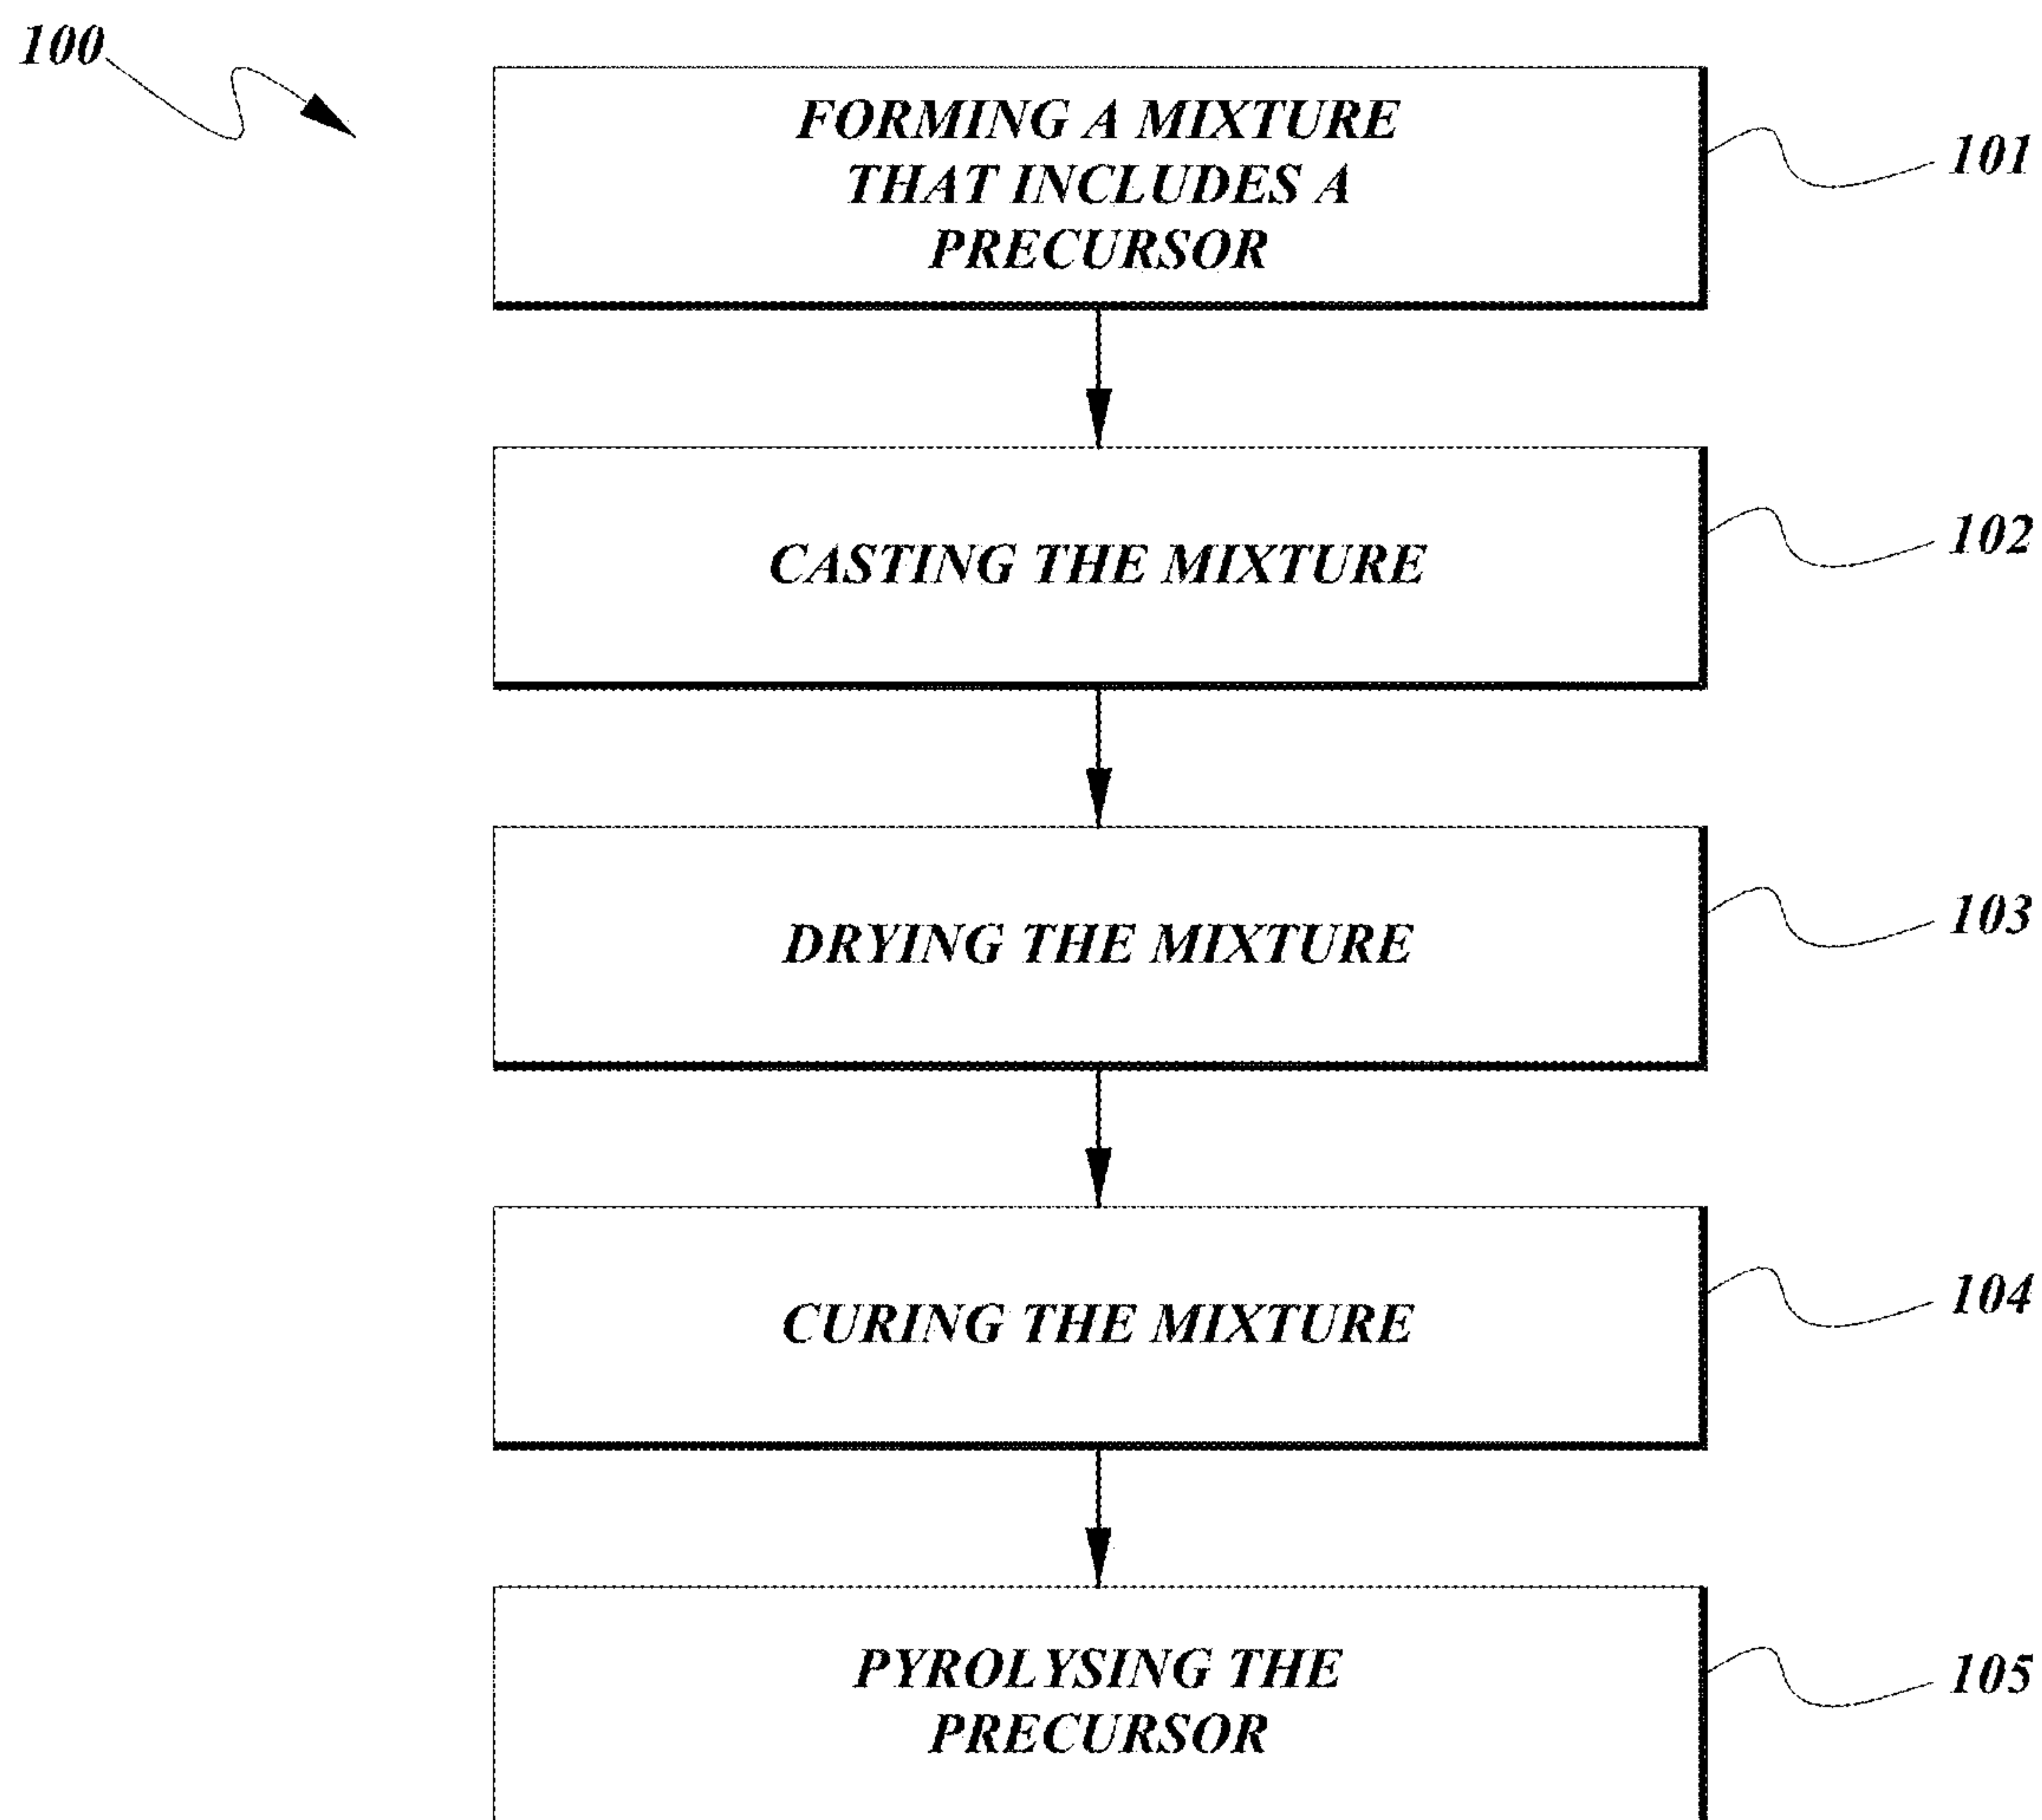 100
FORMING A MIXTURE
THAT INCLUDES A
PRECURSOR
101
CASTING THE MIXTURE
102
DRYING THE MIXTURE
103
CURING THE MIXTURE
104
PYROLYSING THE
PRECURSOR
105